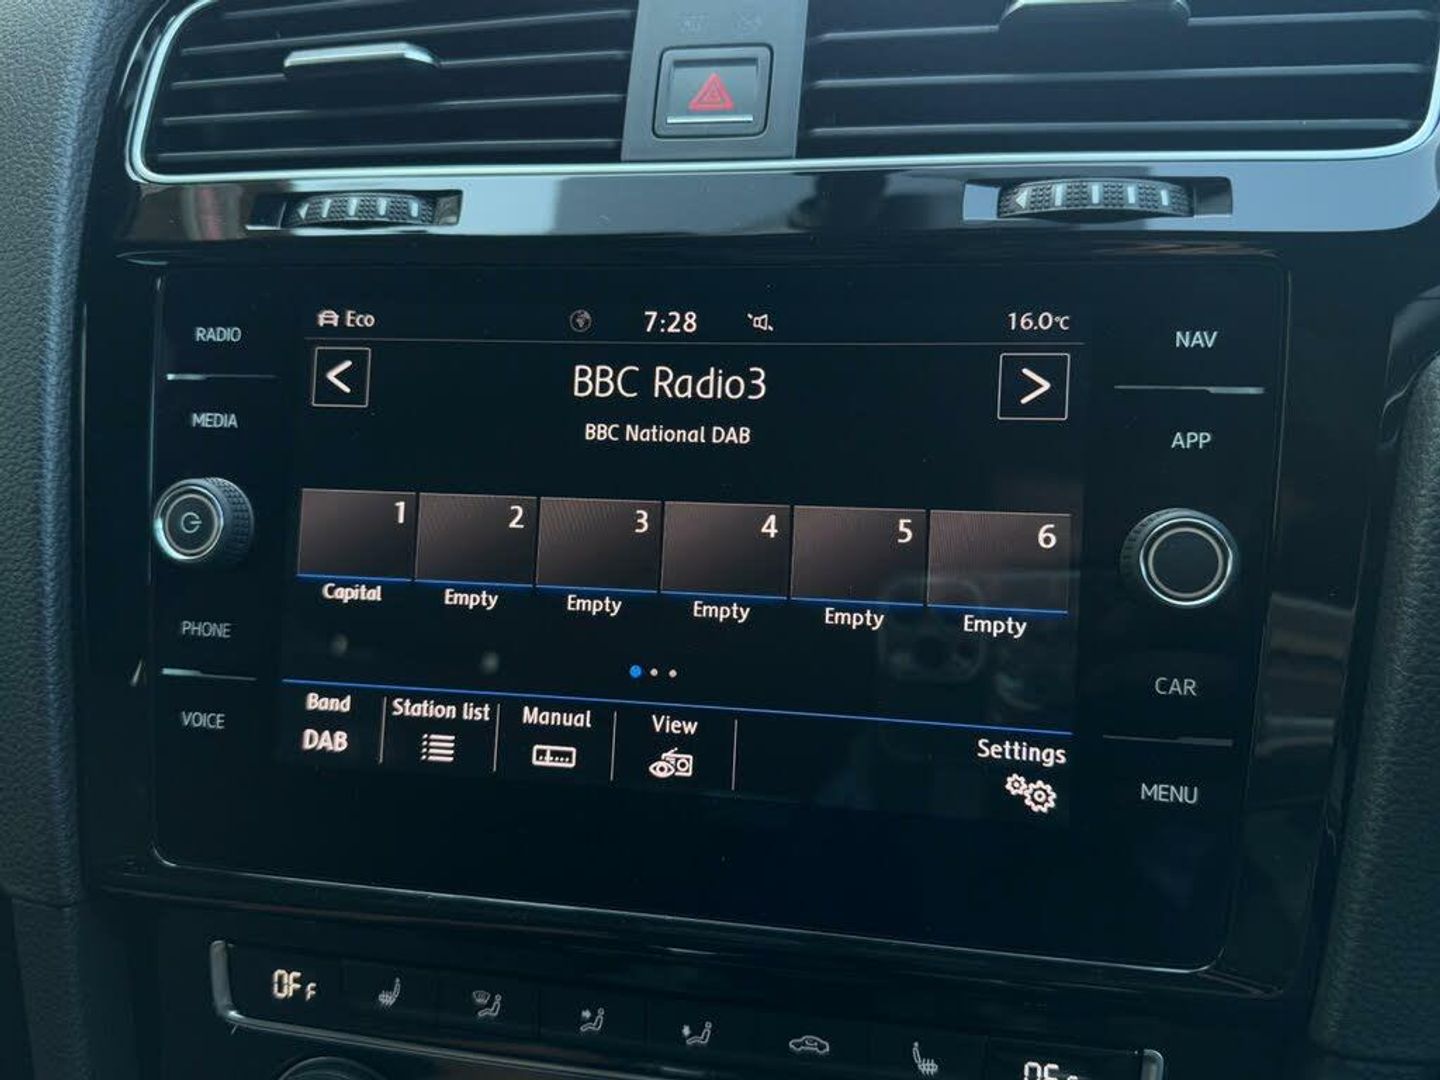 Eco 7:28 16.0°C
RADIO
NAV
< BBC Radio3 >
MEDIA
BBC National DAB
APP
1 2 3 4 5 6
Capital Empty Empty Empty Empty Empty
PHONE
CAR
VOICE
Band Station list Manual View Settings
DAB
MENU
OFF